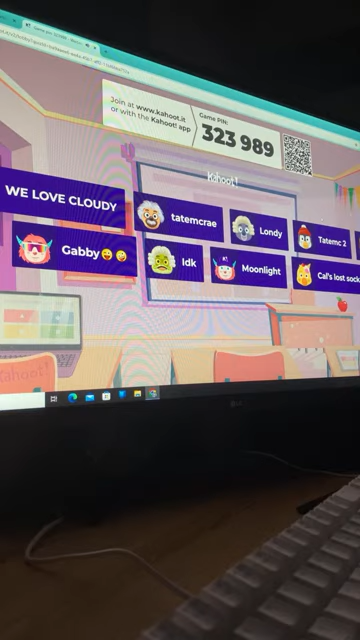 Join at www.kahoot.it
or with the Kahoot! app
Game PIN:
323 989
Kahoot!
WE LOVE CLOUDY
tatemcrae
Londy
Tatemc 2
Gabby😜🤪
Idk
Moonlight
Cal's lost sock
Kahoot!
LG